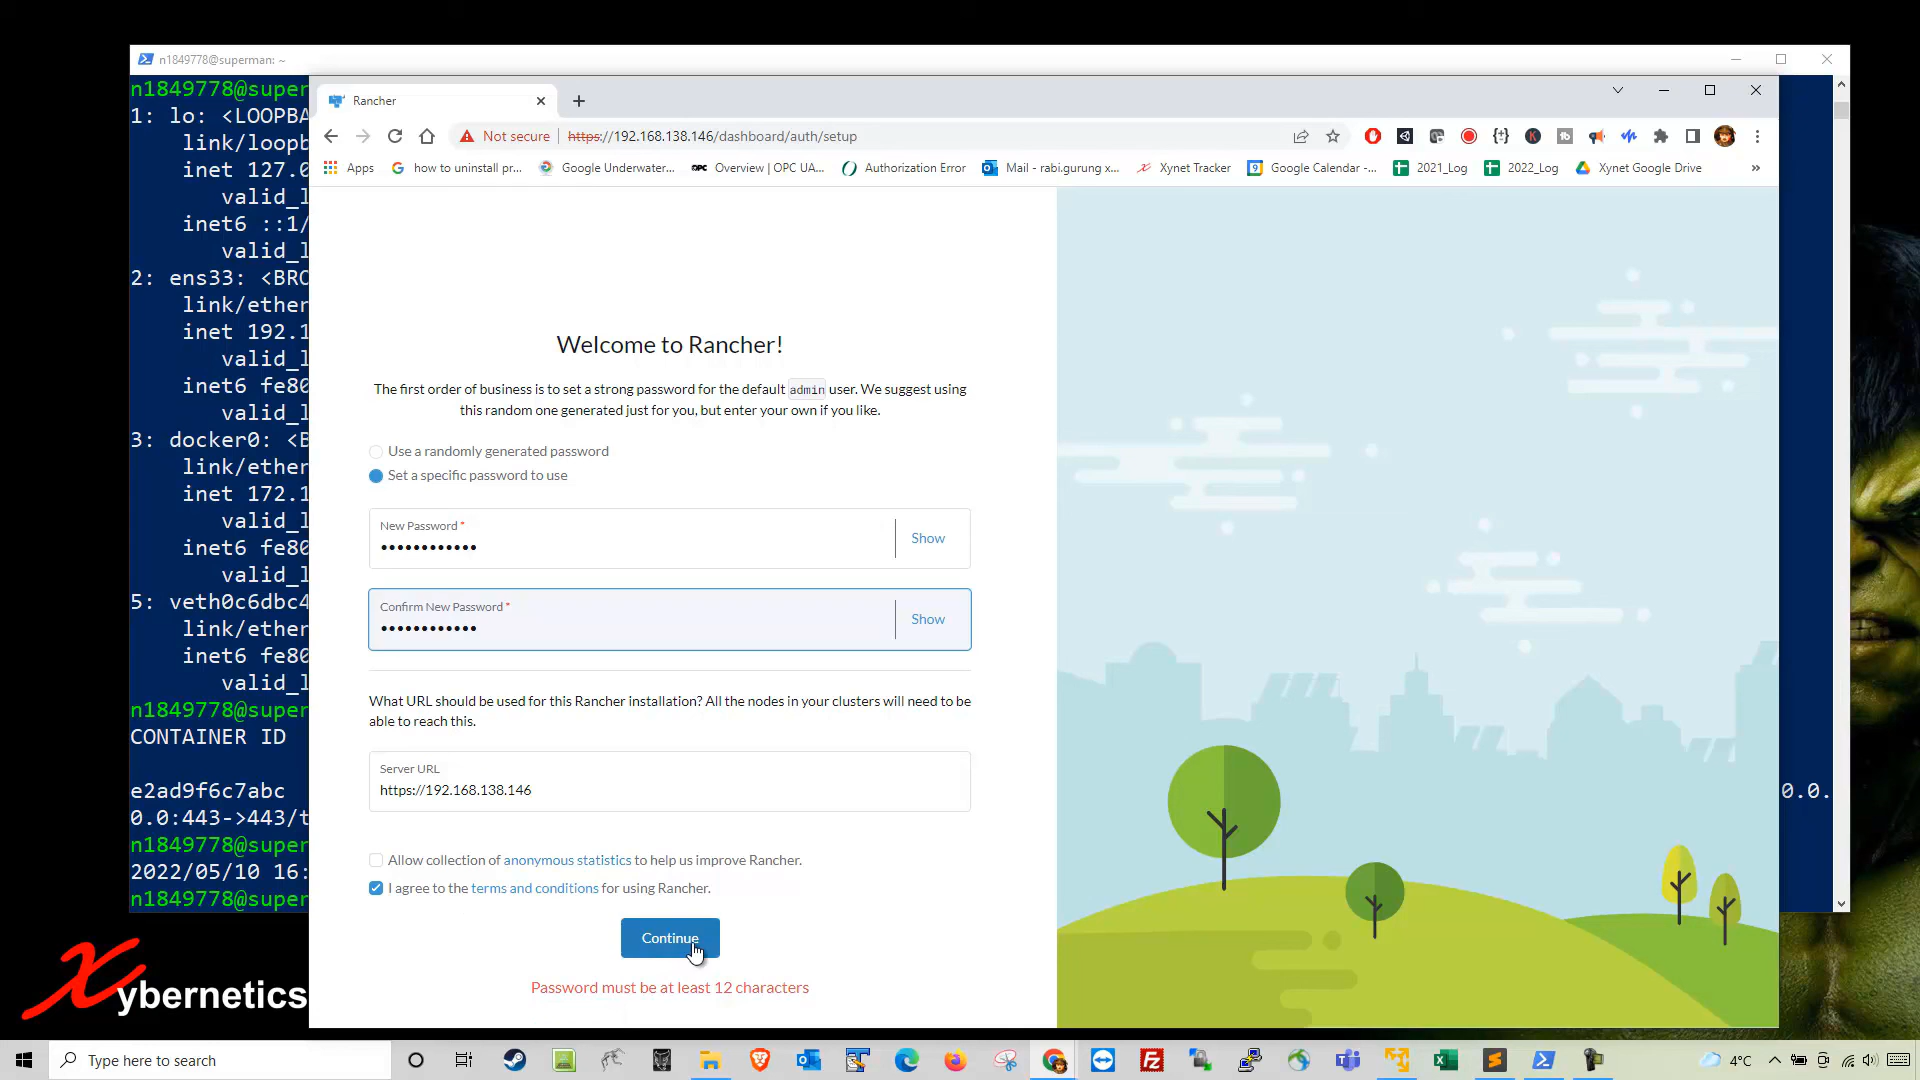 n1849778@superman: ~
n1849778@super
1: lo: <LOOPBA
link/loopb
inet 127.0
valid_l
inet6 ::1/
valid_l
2: ens33: <BRO
link/ether
inet 192.1
valid_l
inet6 fe80
valid_l
3: docker0: <B
link/ether
inet 172.1
valid_l
inet6 fe80
valid_l
5: veth0c6dbc4
link/ether
inet6 fe80
valid_l
n1849778@super
CONTAINER ID
e2ad9f6c7abc
0.0.
0.0:443->443/t
n1849778@super
2022/05/10 16:
n1849778@super
Rancher
Not secure
https://192.168.138.146/dashboard/auth/setup
Apps
how to uninstall pr...
Google Underwater...
OPC
Overview | OPC UA...
Authorization Error
Mail - rabi.gurung x...
Xynet Tracker
9
Google Calendar -...
2021_Log
2022_Log
Xynet Google Drive
»
Welcome to Rancher!
The first order of business is to set a strong password for the default admin user. We suggest using
this random one generated just for you, but enter your own if you like.
Use a randomly generated password
Set a specific password to use
New Password *
Show
Confirm New Password *
Show
What URL should be used for this Rancher installation? All the nodes in your clusters will need to be
able to reach this.
Server URL
https://192.168.138.146
Allow collection of anonymous statistics to help us improve Rancher.
I agree to the terms and conditions for using Rancher.
Continue
Password must be at least 12 characters
Xybernetics
Type here to search
4°C